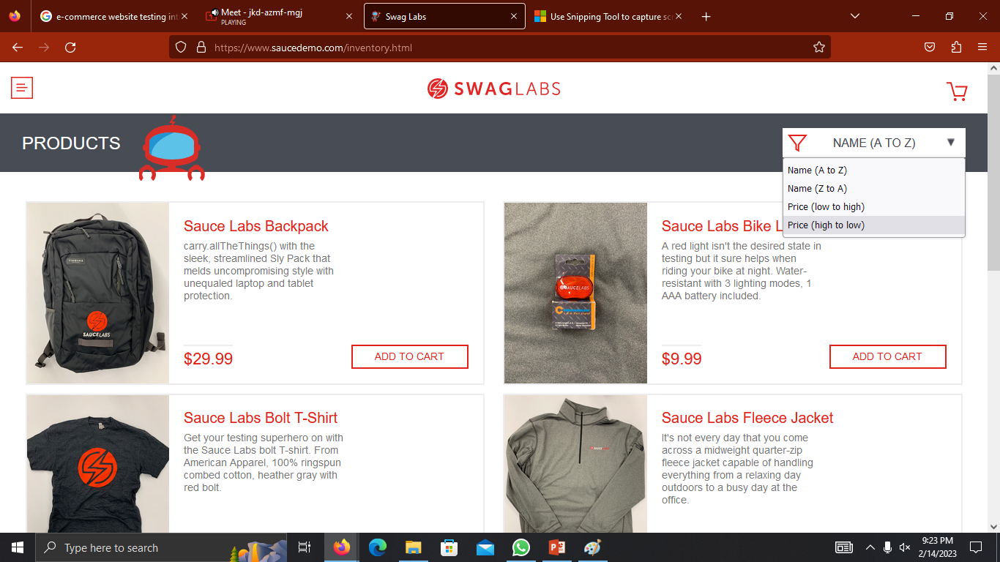 e-commerce website testing int
Meet - jkd-azmf-mgj
PLAYING
Swag Labs
Use Snipping Tool to capture scr
https://www.saucedemo.com/inventory.html
SWAGLABS
PRODUCTS
NAME (A TO Z)
Name (A to Z)
Name (Z to A)
Price (low to high)
Price (high to low)
Sauce Labs Backpack
carry.allTheThings() with the
sleek, streamlined Sly Pack that
melds uncompromising style with
unequaled laptop and tablet
protection.
$29.99
ADD TO CART
SAUCELABS
Sauce Labs Bike L
A red light isn't the desired state in
testing but it sure helps when
riding your bike at night. Water-
resistant with 3 lighting modes, 1
AAA battery included.
$9.99
ADD TO CART
SAUCELABS
Sauce Labs Bolt T-Shirt
Get your testing superhero on with
the Sauce Labs bolt T-shirt. From
American Apparel, 100% ringspun
combed cotton, heather gray with
red bolt.
Sauce Labs Fleece Jacket
It's not every day that you come
across a midweight quarter-zip
fleece jacket capable of handling
everything from a relaxing day
outdoors to a busy day at the
office.
Type here to search
9:23 PM
2/14/2023